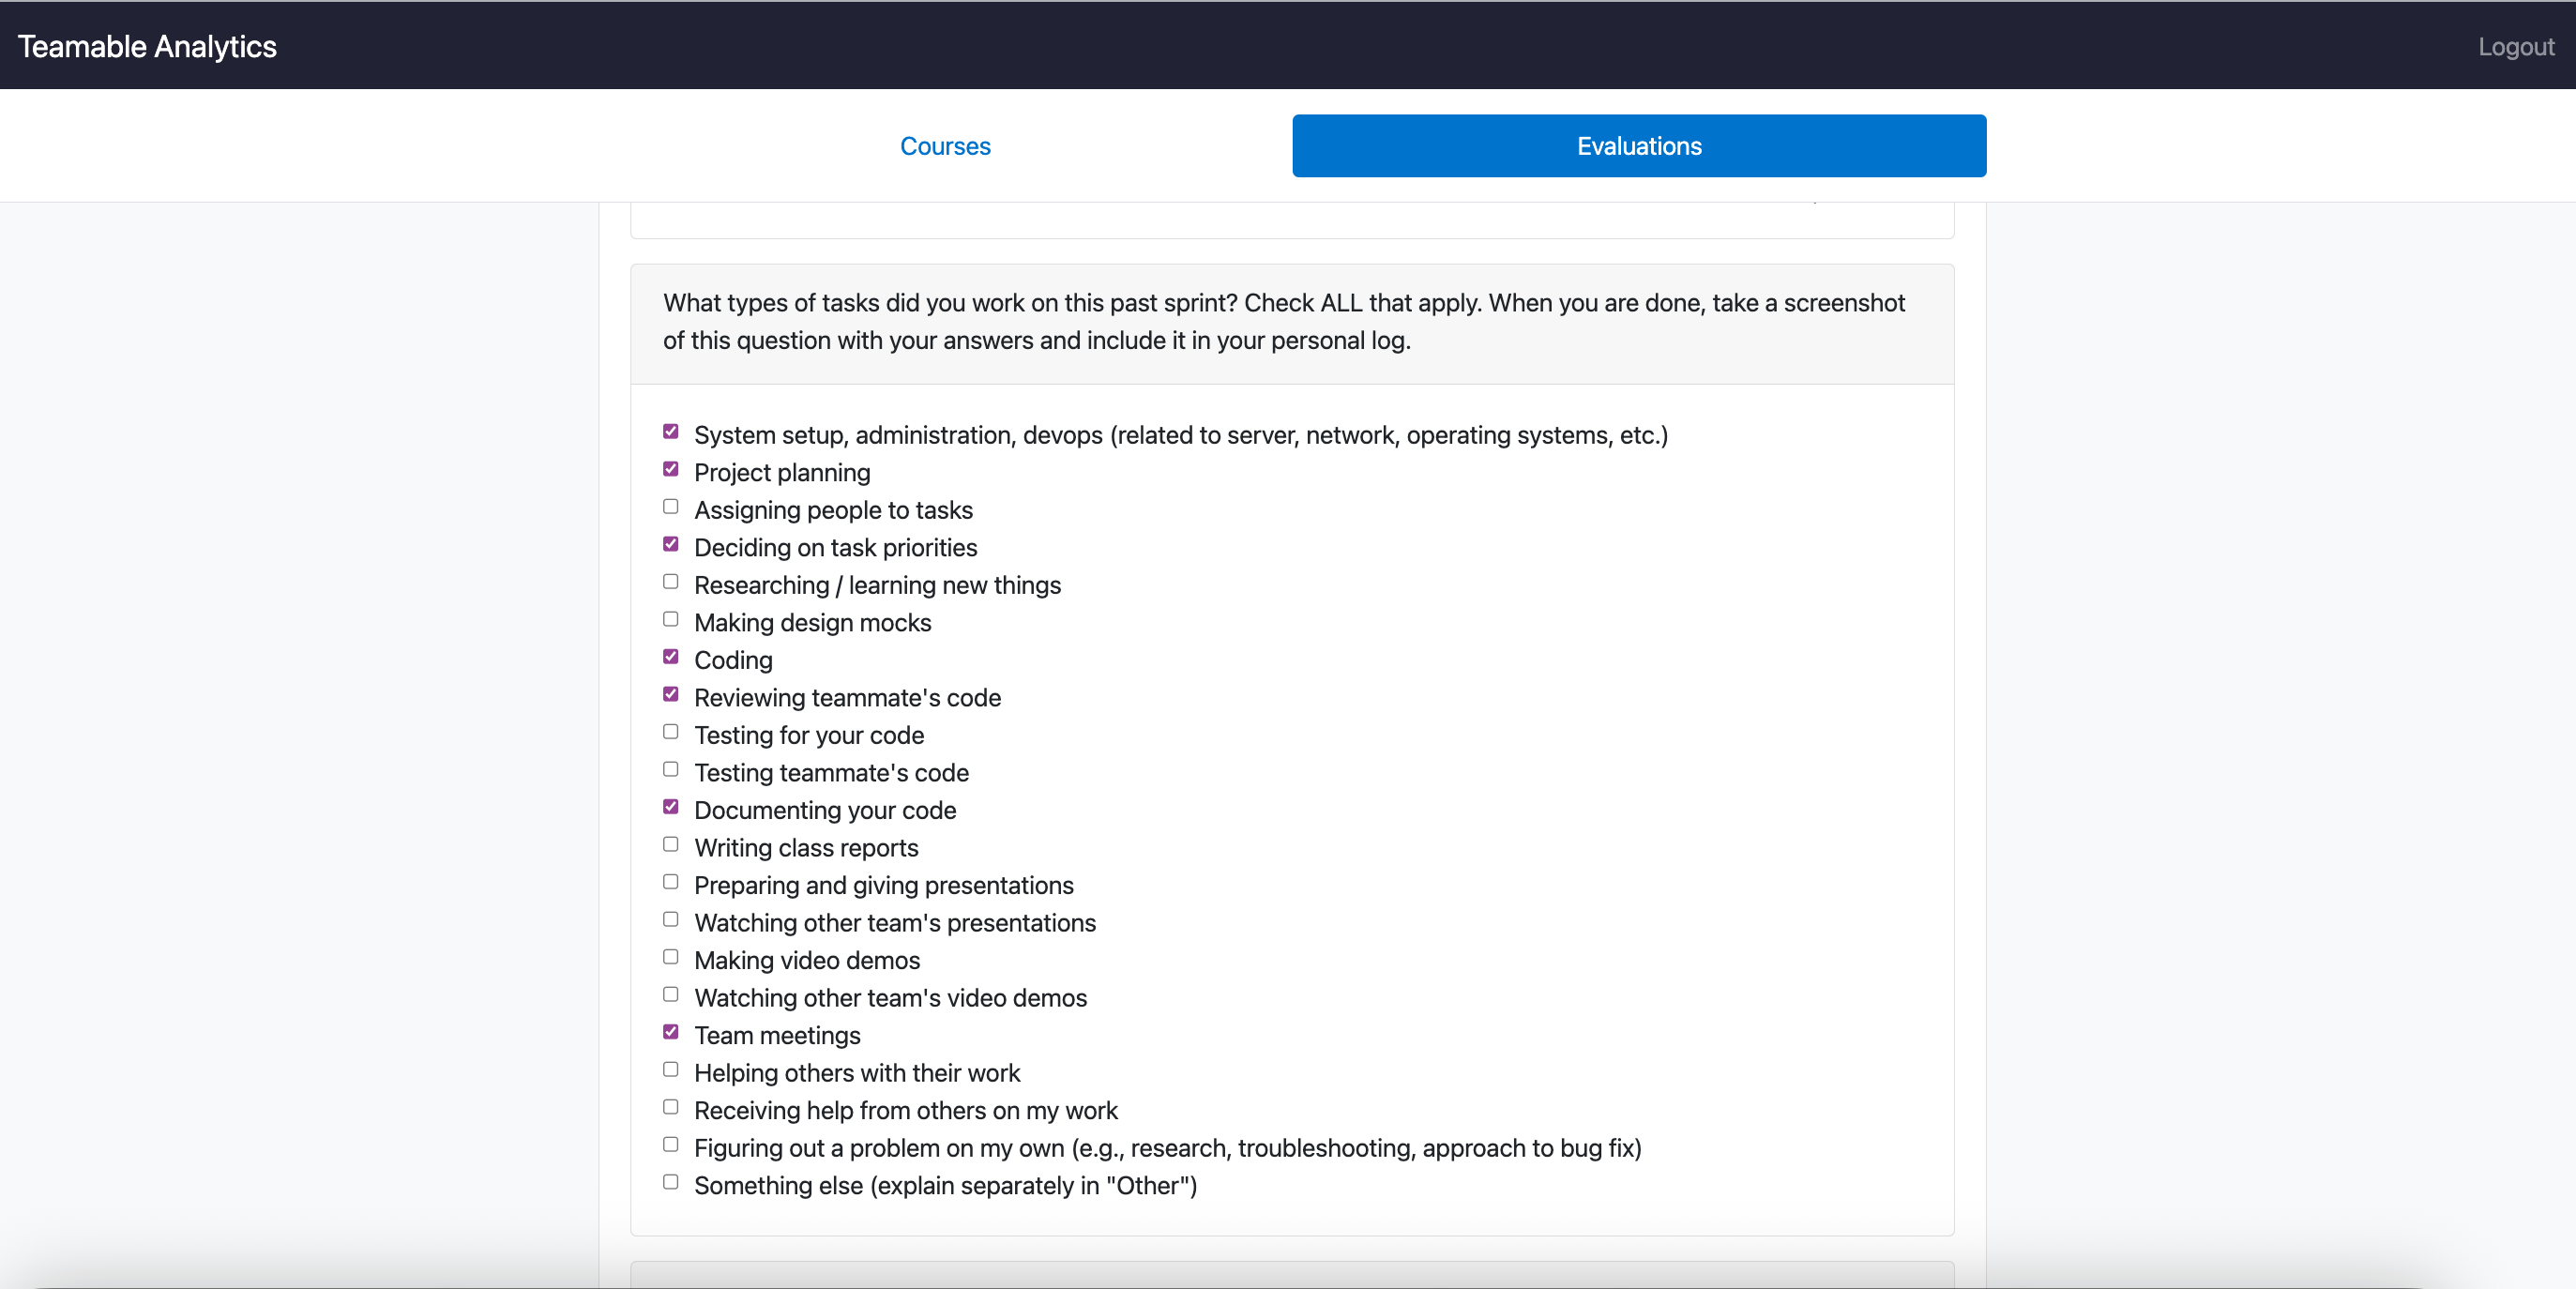 Teamable Analytics
Logout
Courses
Evaluations
What types of tasks did you work on this past sprint? Check ALL that apply. When you are done, take a screenshot
of this question with your answers and include it in your personal log.
System setup, administration, devops (related to server, network, operating systems, etc.)
Project planning
Assigning people to tasks
Deciding on task priorities
Researching / learning new things
Making design mocks
Coding
Reviewing teammate's code
Testing for your code
Testing teammate's code
Documenting your code
Writing class reports
Preparing and giving presentations
Watching other team's presentations
Making video demos
Watching other team's video demos
Team meetings
Helping others with their work
Receiving help from others on my work
Figuring out a problem on my own (e.g., research, troubleshooting, approach to bug fix)
Something else (explain separately in "Other")